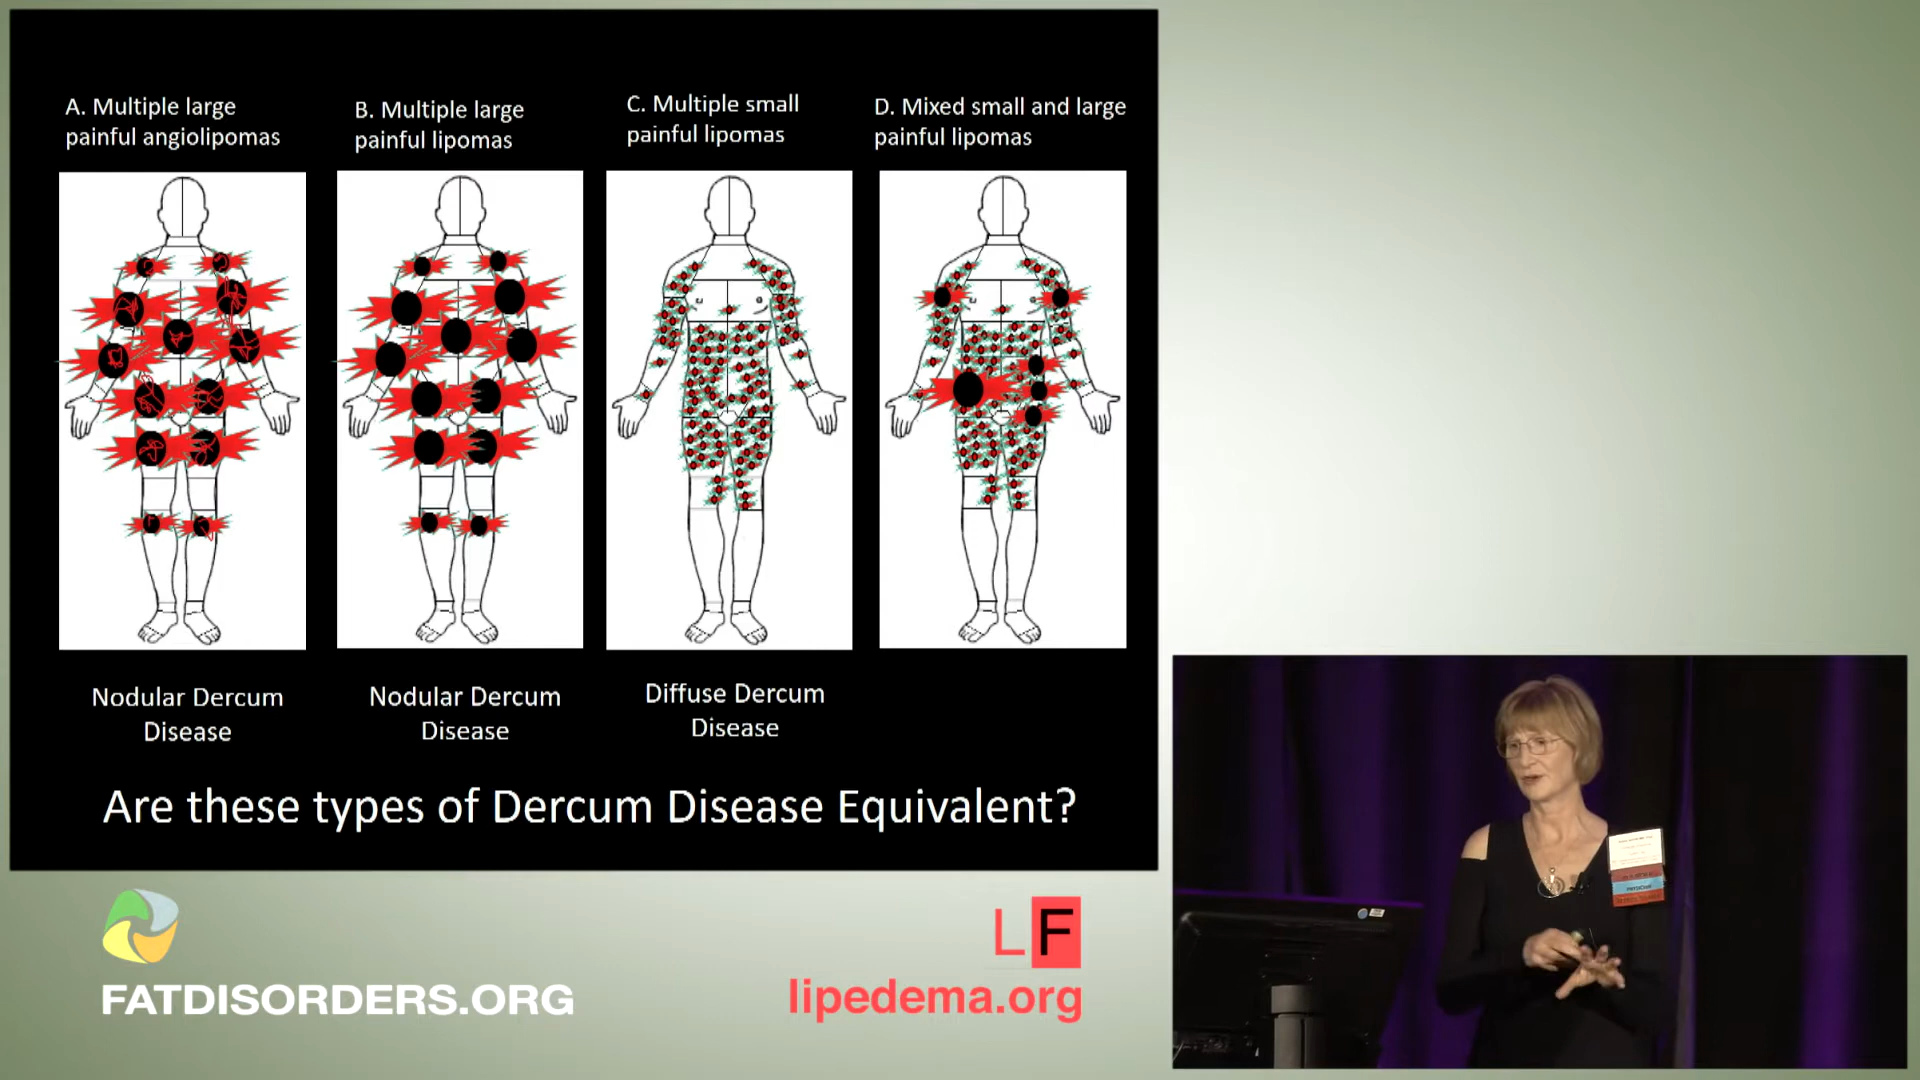 A. Multiple large
painful angiolipomas
B. Multiple large
painful lipomas
C. Multiple small
painful lipomas
D. Mixed small and large
painful lipomas
Nodular Dercum
Disease
Nodular Dercum
Disease
Diffuse Dercum
Disease
Are these types of Dercum Disease Equivalent?
FATDISORDERS.ORG
LF
lipedema.org
PHYSICIAN